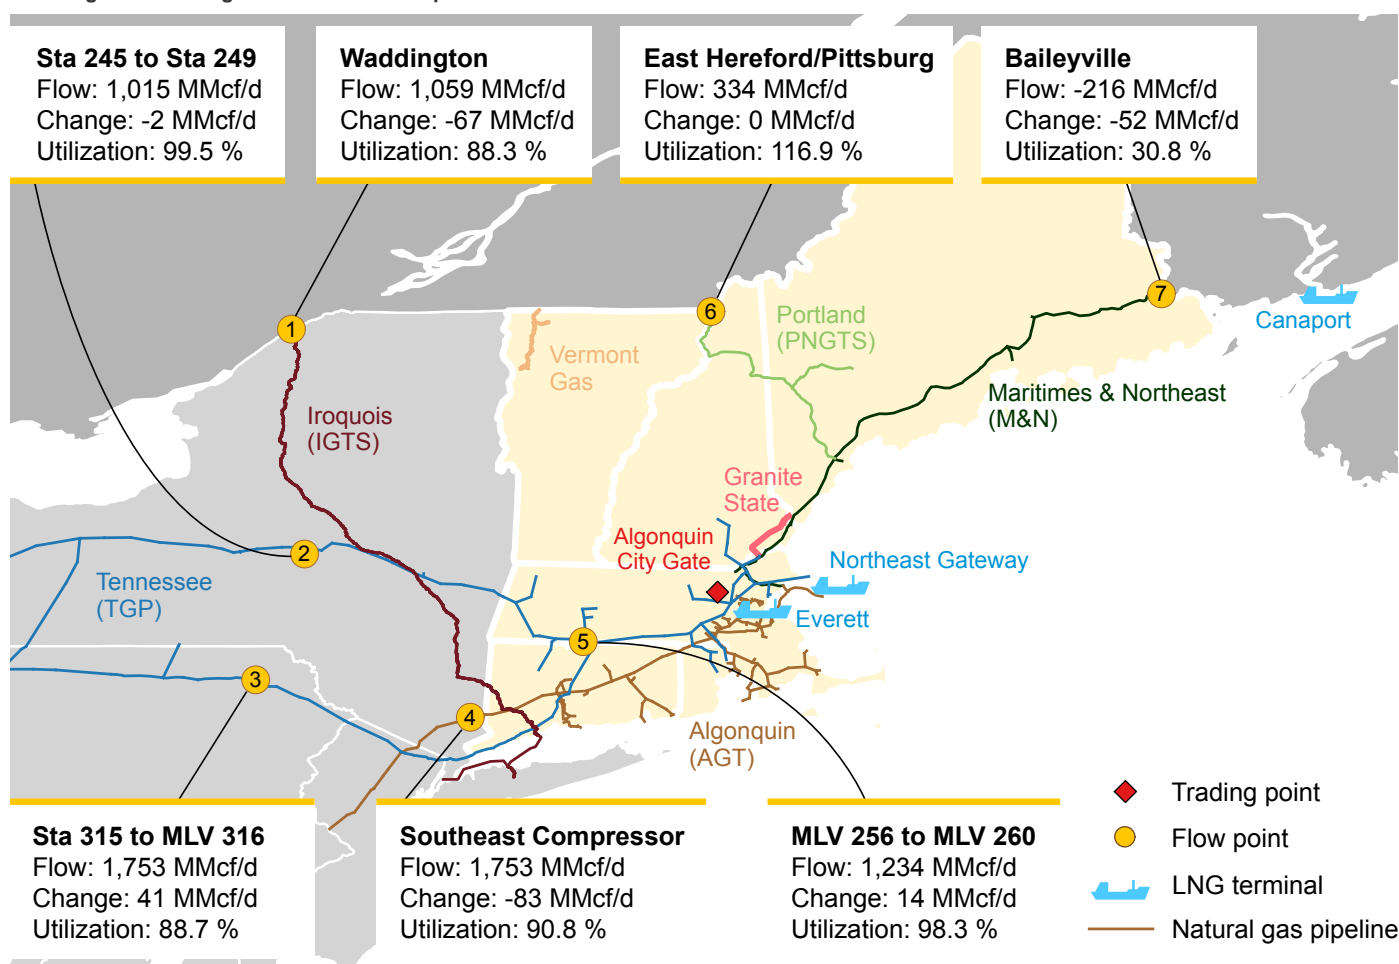 Sta 245 to Sta 249
Flow: 1,015 MMcf/d
Change: -2 MMcf/d
Utilization: 99.5 %
Waddington
Flow: 1,059 MMcf/d
Change: -67 MMcf/d
Utilization: 88.3 %
East Hereford/Pittsburg
Flow: 334 MMcf/d
Change: 0 MMcf/d
Utilization: 116.9 %
Baileyville
Flow: -216 MMcf/d
Change: -52 MMcf/d
Utilization: 30.8 %
7
Canaport
6
Portland
(PNGTS)
1
Vermont
Gas
Maritimes & Northeast
(M&N)
Iroquois
(IGTS)
Granite
State
Algonquin
City Gate
2
Northeast Gateway
Tennessee
(TGP)
Everett
5
3
4
Algonquin
(AGT)
Trading point
Flow point
LNG terminal
Natural gas pipeline
Sta 315 to MLV 316
Flow: 1,753 MMcf/d
Change: 41 MMcf/d
Utilization: 88.7 %
Southeast Compressor
Flow: 1,753 MMcf/d
Change: -83 MMcf/d
Utilization: 90.8 %
MLV 256 to MLV 260
Flow: 1,234 MMcf/d
Change: 14 MMcf/d
Utilization: 98.3 %